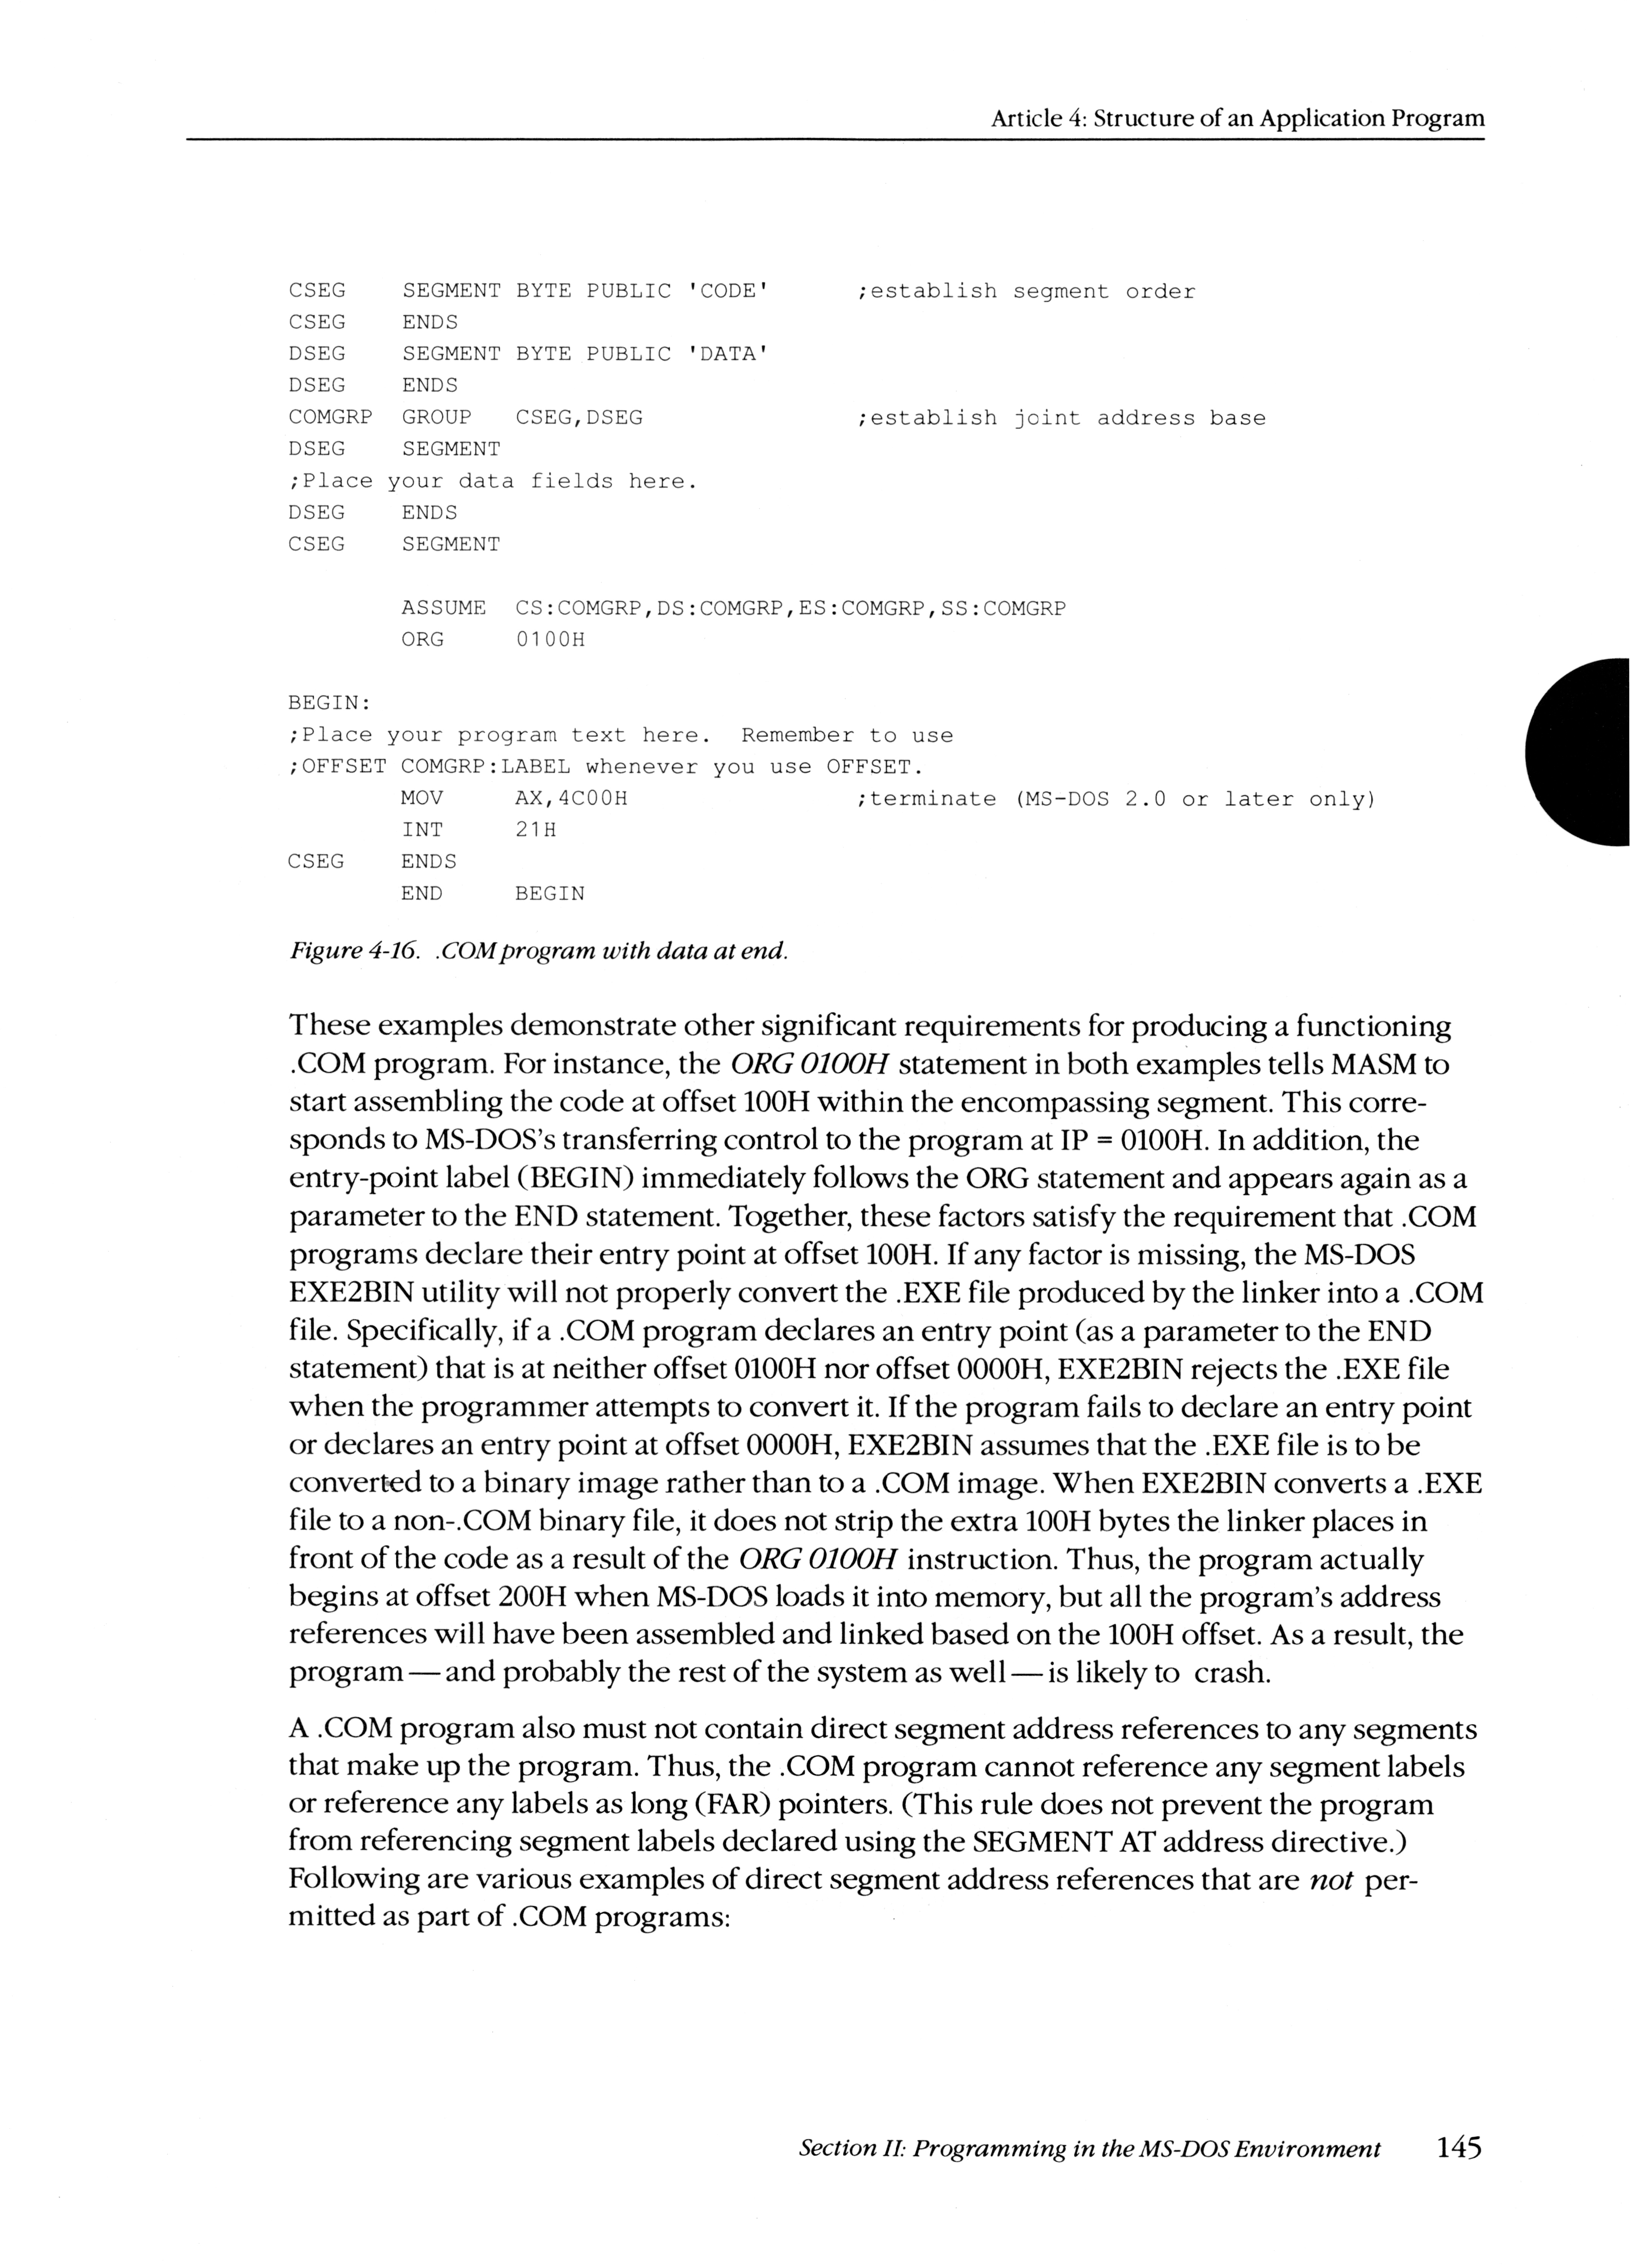 Article 4: Structure of an Application Program
CSEG    SEGMENT BYTE PUBLIC 'CODE'      ;establish segment order
CSEG    ENDS
DSEG    SEGMENT BYTE PUBLIC 'DATA'
DSEG    ENDS
COMGRP  GROUP   CSEG,DSEG               ;establish joint address base
DSEG    SEGMENT
;Place your data fields here.
DSEG    ENDS
CSEG    SEGMENT
        ASSUME  CS:COMGRP,DS:COMGRP,ES:COMGRP,SS:COMGRP
        ORG     0100H
BEGIN:
;Place your program text here.  Remember to use
;OFFSET COMGRP:LABEL whenever you use OFFSET.
        MOV     AX,4C00H                ;terminate (MS-DOS 2.0 or later only)
        INT     21H
CSEG    ENDS
        END     BEGIN
Figure 4-16. .COM program with data at end.
These examples demonstrate other significant requirements for producing a functioning
.COM program. For instance, the ORG 0100H statement in both examples tells MASM to
start assembling the code at offset 100H within the encompassing segment. This corre-
sponds to MS-DOS's transferring control to the program at IP = 0100H. In addition, the
entry-point label (BEGIN) immediately follows the ORG statement and appears again as a
parameter to the END statement. Together, these factors satisfy the requirement that .COM
programs declare their entry point at offset 100H. If any factor is missing, the MS-DOS
EXE2BIN utility will not properly convert the .EXE file produced by the linker into a .COM
file. Specifically, if a .COM program declares an entry point (as a parameter to the END
statement) that is at neither offset 0100H nor offset 0000H, EXE2BIN rejects the .EXE file
when the programmer attempts to convert it. If the program fails to declare an entry point
or declares an entry point at offset 0000H, EXE2BIN assumes that the .EXE file is to be
converted to a binary image rather than to a .COM image. When EXE2BIN converts a .EXE
file to a non-.COM binary file, it does not strip the extra 100H bytes the linker places in
front of the code as a result of the ORG 0100H instruction. Thus, the program actually
begins at offset 200H when MS-DOS loads it into memory, but all the program's address
references will have been assembled and linked based on the 100H offset. As a result, the
program — and probably the rest of the system as well — is likely to crash.
A .COM program also must not contain direct segment address references to any segments
that make up the program. Thus, the .COM program cannot reference any segment labels
or reference any labels as long (FAR) pointers. (This rule does not prevent the program
from referencing segment labels declared using the SEGMENT AT address directive.)
Following are various examples of direct segment address references that are not per-
mitted as part of .COM programs:
Section II: Programming in the MS-DOS Environment    145